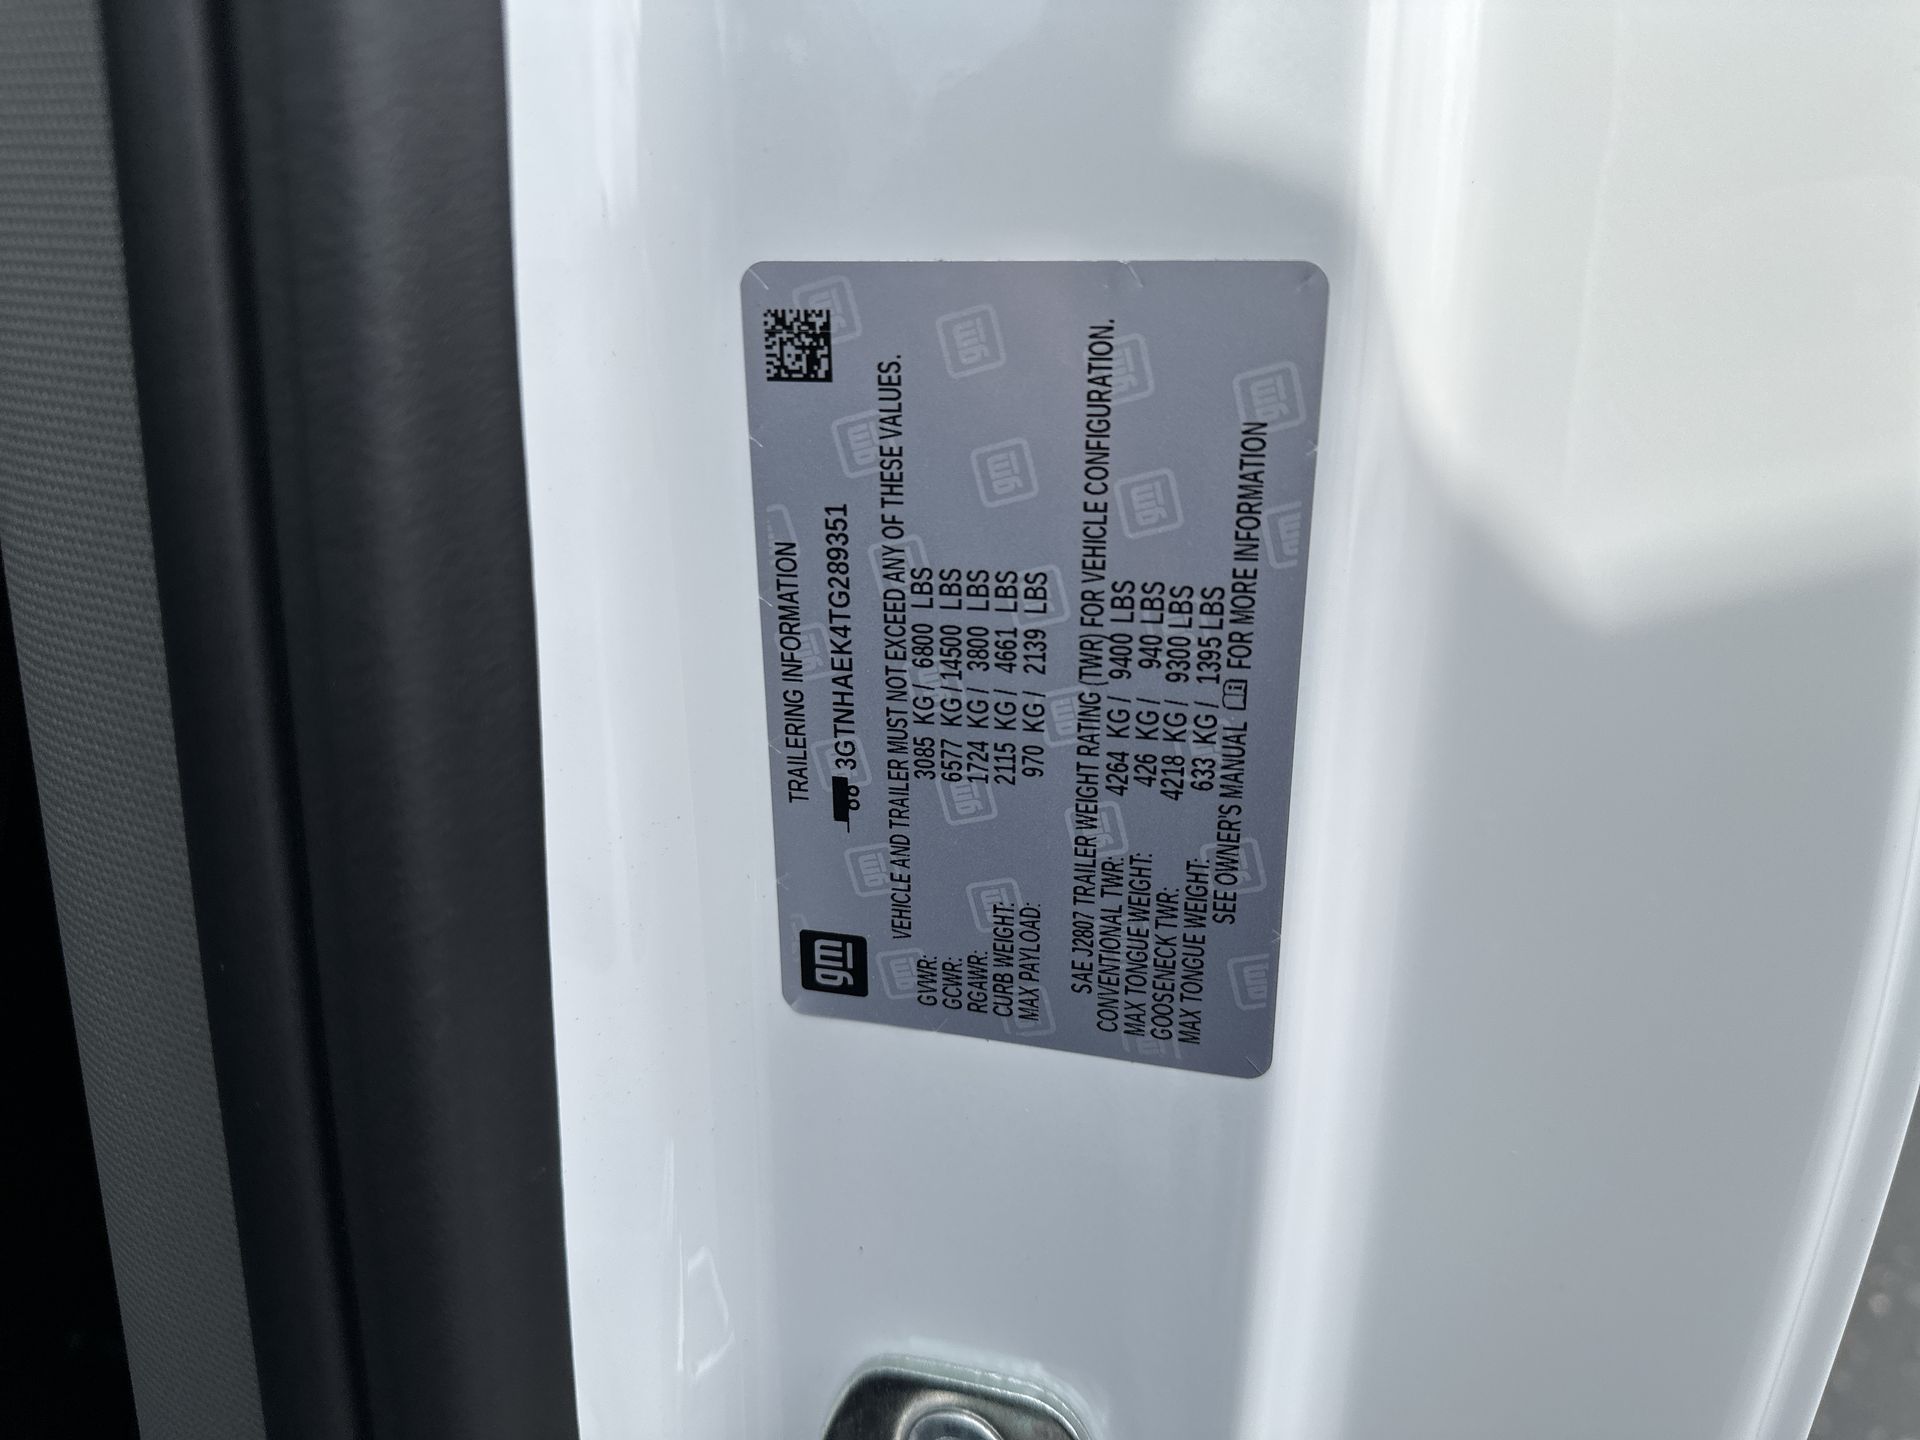 gm
TRAILERING INFORMATION
3GTNHAEK4TG289351
VEHICLE AND TRAILER MUST NOT EXCEED ANY OF THESE VALUES.
GVWR: 3085 KG / 6800 LBS
GCWR: 6577 KG / 14500 LBS
RGAWR: 1724 KG / 3800 LBS
CURB WEIGHT: 2115 KG / 4661 LBS
MAX PAYLOAD: 970 KG / 2139 LBS
SAE J2807 TRAILER WEIGHT RATING (TWR) FOR VEHICLE CONFIGURATION.
CONVENTIONAL TWR: 4264 KG / 9400 LBS
MAX TONGUE WEIGHT: 426 KG / 940 LBS
GOOSENECK TWR: 4218 KG / 9300 LBS
MAX TONGUE WEIGHT: 633 KG / 1395 LBS
SEE OWNER'S MANUAL FOR MORE INFORMATION